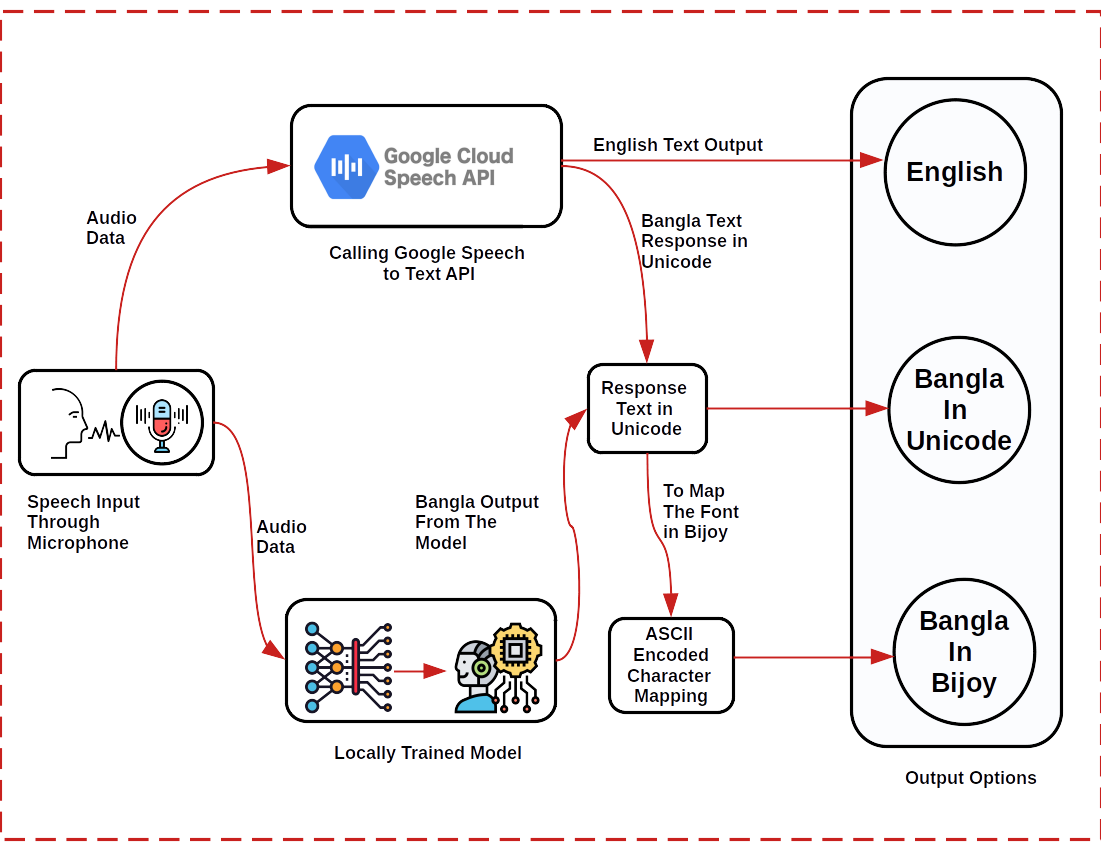 Google Cloud
Speech API
Calling Google Speech
to Text API
Audio
Data
English Text Output
English
Bangla Text
Response in
Unicode
Speech Input
Through
Microphone
Audio
Data
Bangla Output
From The
Model
Response
Text in
Unicode
Bangla
In
Unicode
To Map
The Font
in Bijoy
Locally Trained Model
ASCII
Encoded
Character
Mapping
Bangla
In
Bijoy
Output Options